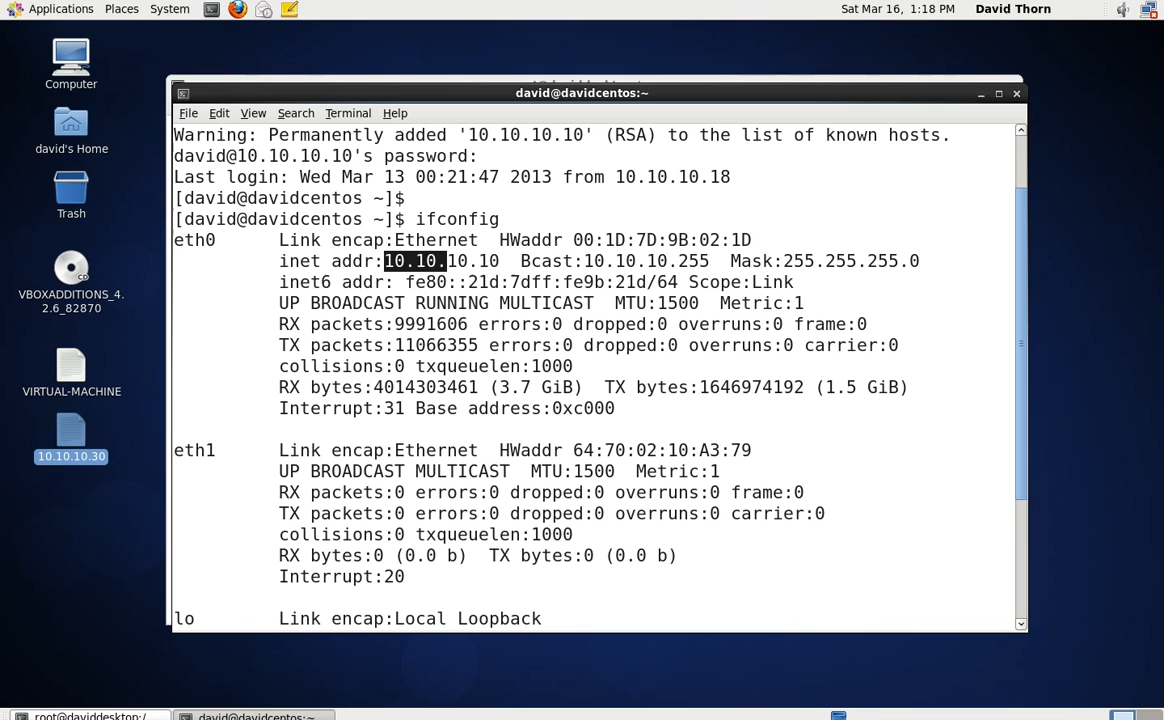 Applications Places System
Sat Mar 16, 1:18 PM David Thorn
Computer
david's Home
Trash
VBOXADDITIONS_4.
2.6_82870
VIRTUAL-MACHINE
10.10.10.30
david@davidcentos:~
File Edit View Search Terminal Help
Warning: Permanently added '10.10.10.10' (RSA) to the list of known hosts.
david@10.10.10.10's password:
Last login: Wed Mar 13 00:21:47 2013 from 10.10.10.18
[david@davidcentos ~]$
[david@davidcentos ~]$ ifconfig
eth0 Link encap:Ethernet HWaddr 00:1D:7D:9B:02:1D
inet addr:10.10.10.10 Bcast:10.10.10.255 Mask:255.255.255.0
inet6 addr: fe80::21d:7dff:fe9b:21d/64 Scope:Link
UP BROADCAST RUNNING MULTICAST MTU:1500 Metric:1
RX packets:9991606 errors:0 dropped:0 overruns:0 frame:0
TX packets:11066355 errors:0 dropped:0 overruns:0 carrier:0
collisions:0 txqueuelen:1000
RX bytes:4014303461 (3.7 GiB) TX bytes:1646974192 (1.5 GiB)
Interrupt:31 Base address:0xc000
eth1 Link encap:Ethernet HWaddr 64:70:02:10:A3:79
UP BROADCAST MULTICAST MTU:1500 Metric:1
RX packets:0 errors:0 dropped:0 overruns:0 frame:0
TX packets:0 errors:0 dropped:0 overruns:0 carrier:0
collisions:0 txqueuelen:1000
RX bytes:0 (0.0 b) TX bytes:0 (0.0 b)
Interrupt:20
lo Link encap:Local Loopback
root@daviddesktop:/
david@davidcentos:~